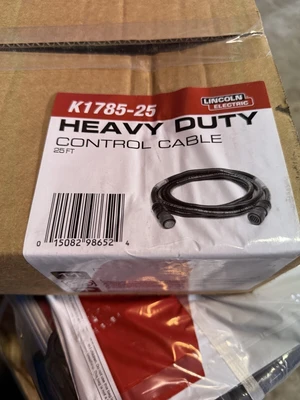 K1785-25
LINCOLN
ELECTRIC
HEAVY DUTY
CONTROL CABLE
25 FT
0 15082 98652 4